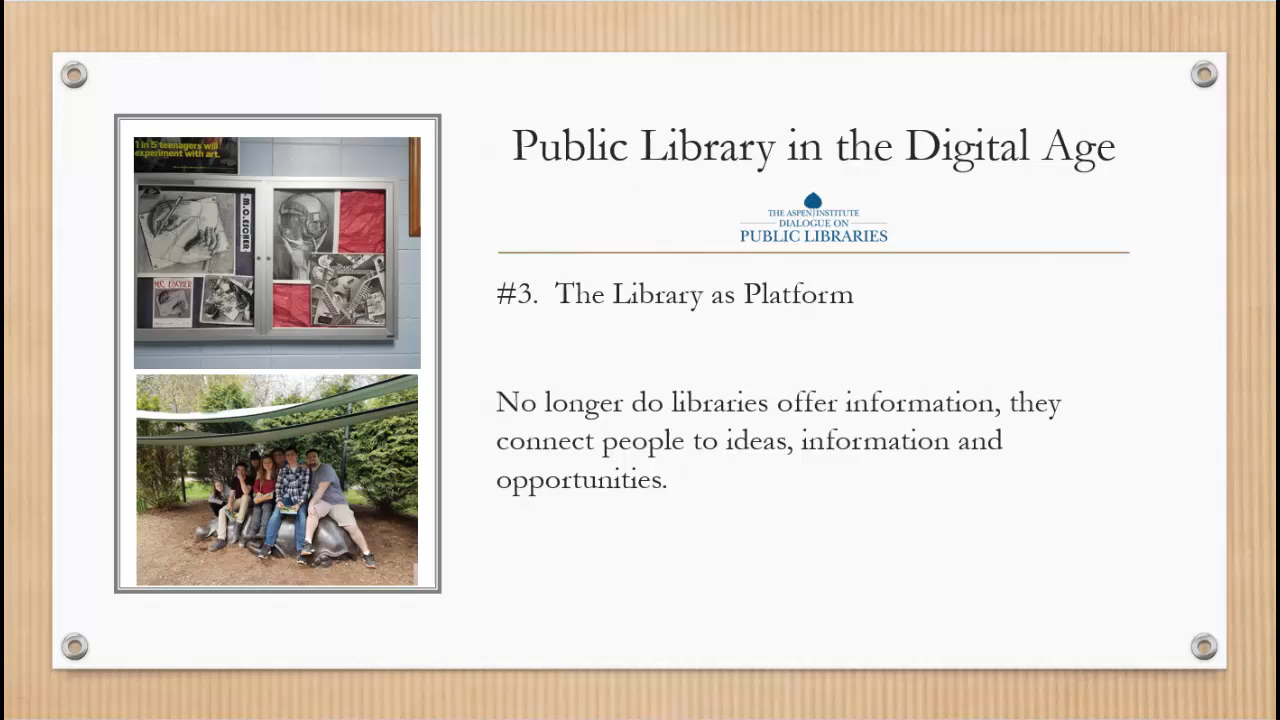 1 in 5 teenagers will
experiment with art.
M.C. ESCHER
M.C. ESCHER
Public Library in the Digital Age
THE ASPEN INSTITUTE
DIALOGUE ON
PUBLIC LIBRARIES
#3. The Library as Platform
No longer do libraries offer information, they
connect people to ideas, information and
opportunities.